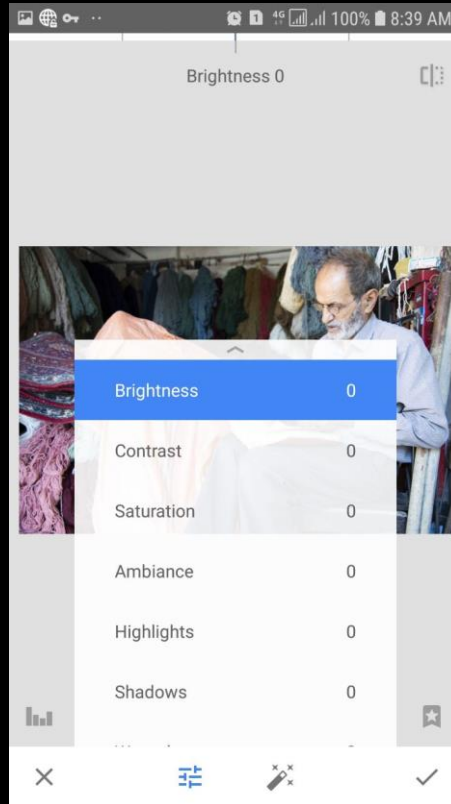 1 4G 100% 8:39 AM
Brightness 0
Brightness 0
Contrast 0
Saturation 0
Ambiance 0
Highlights 0
Shadows 0